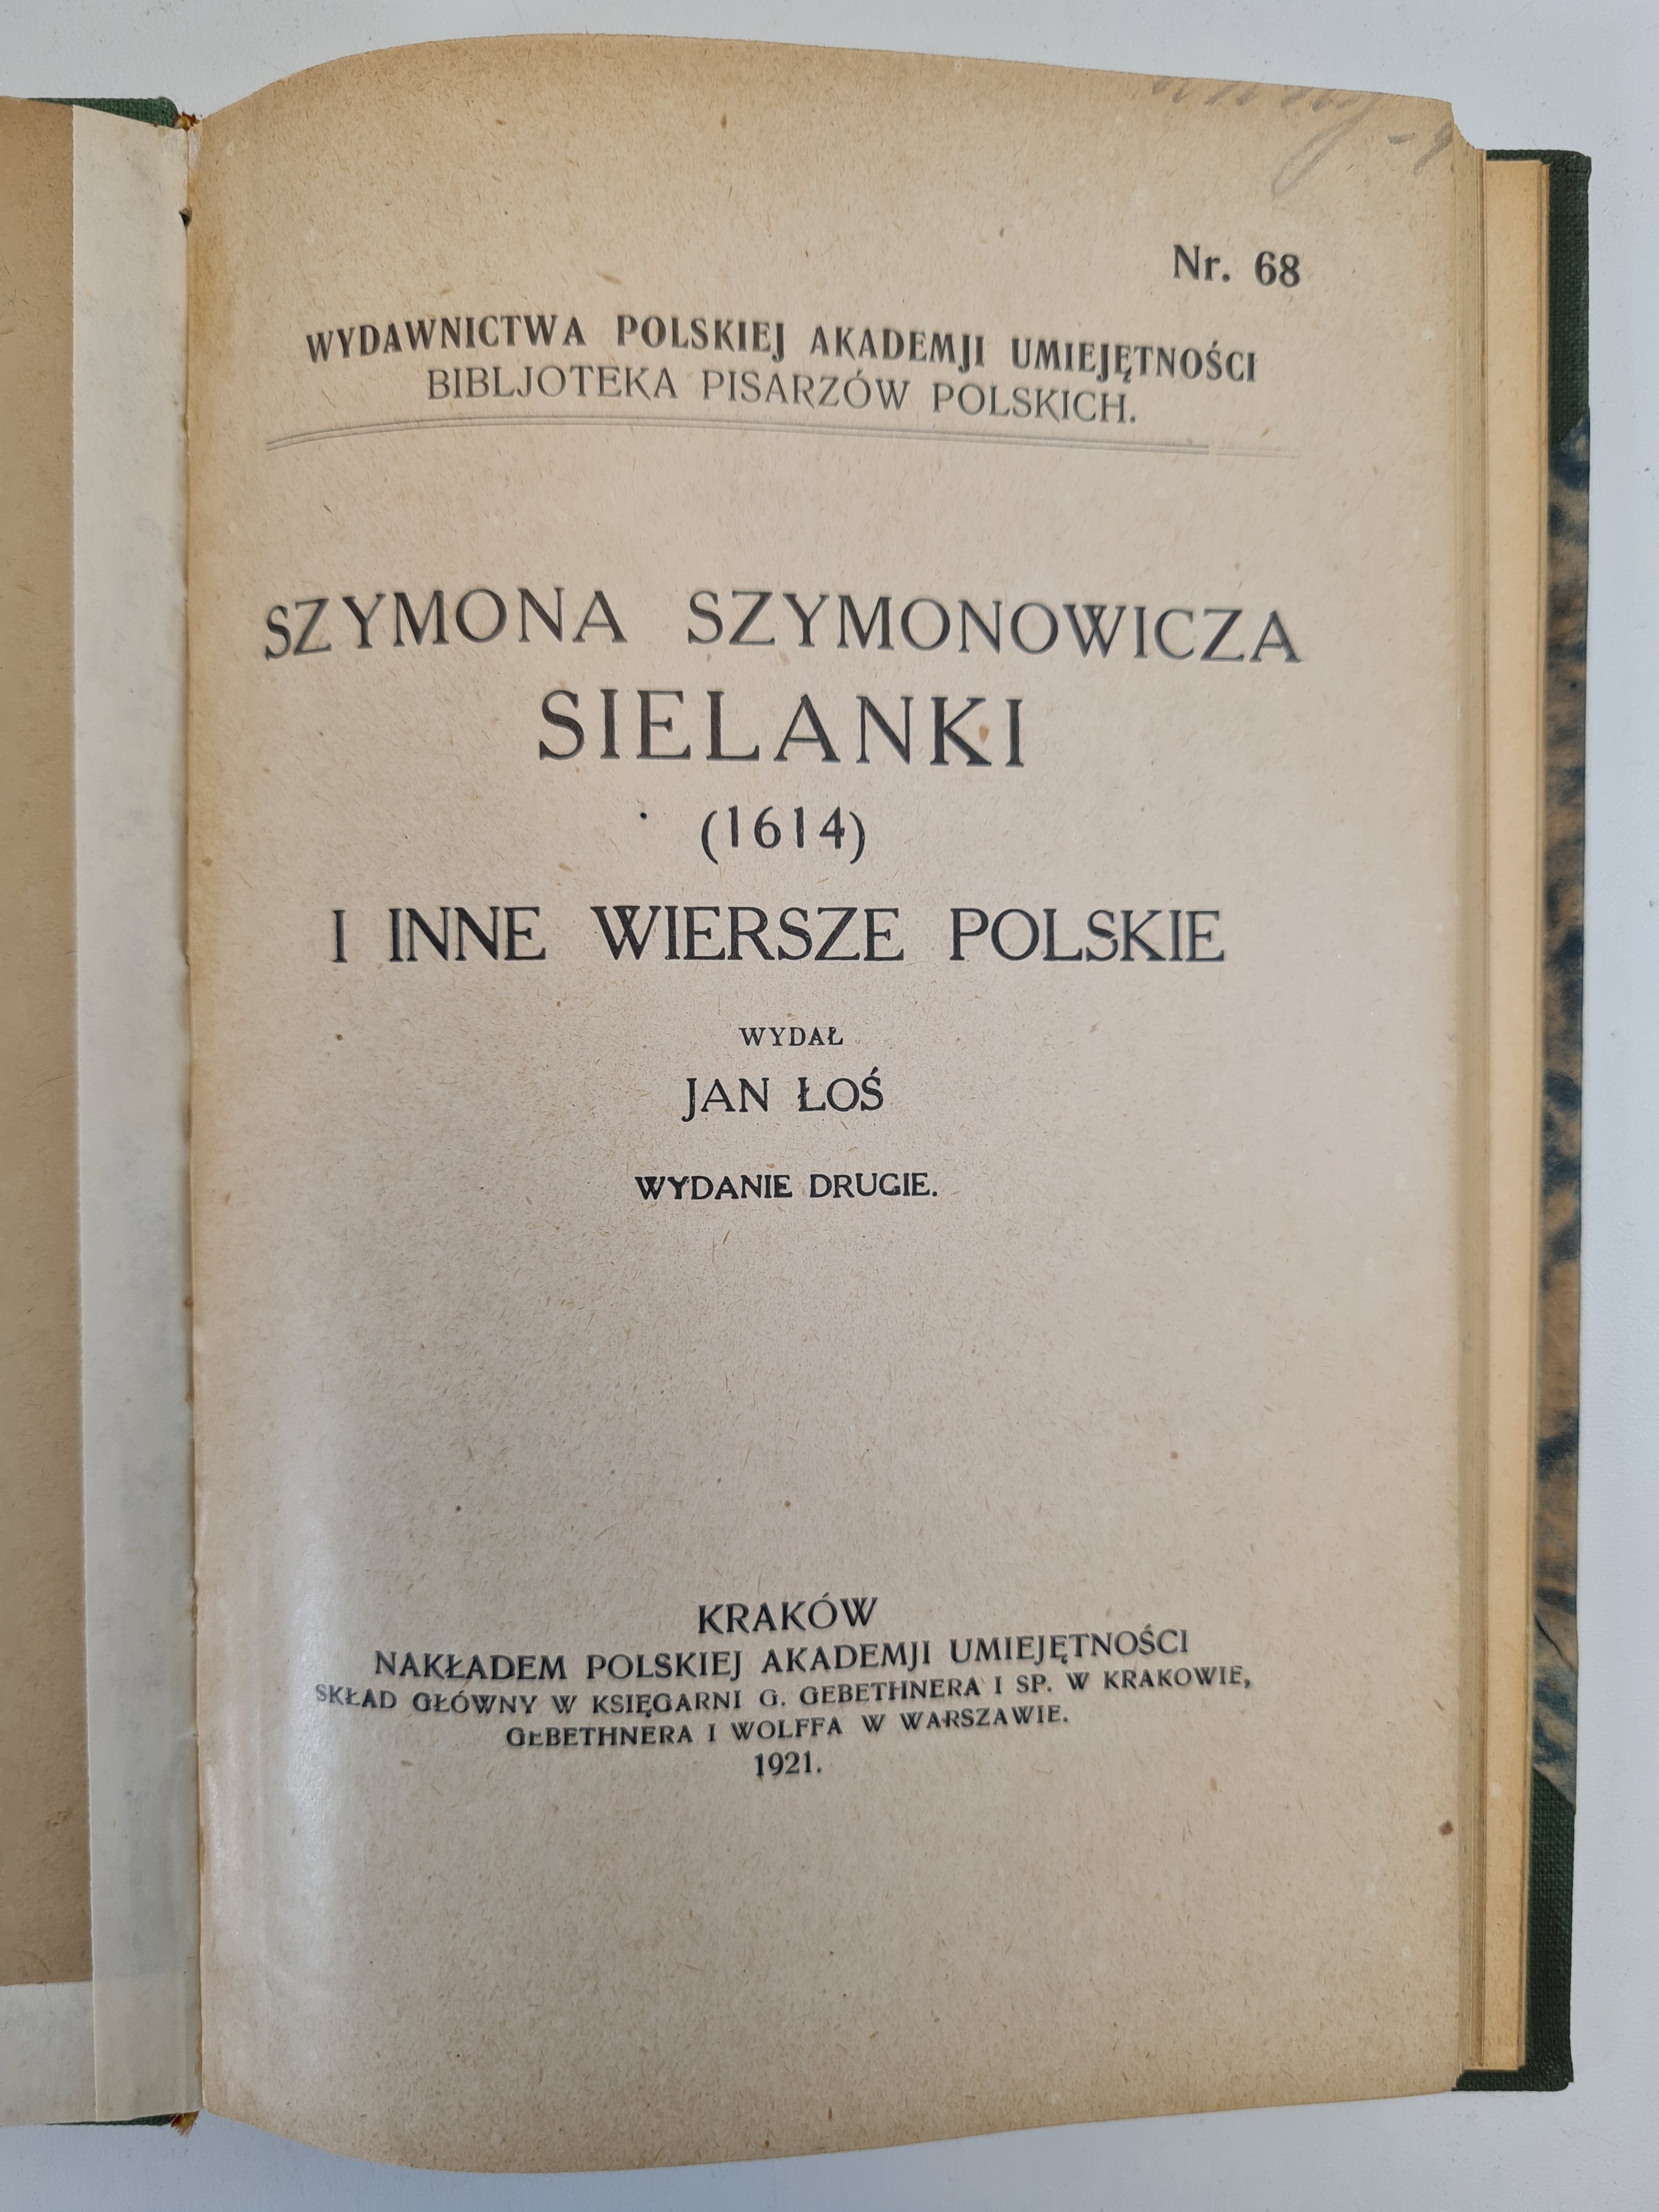 Nr. 68
WYDAWNICTWA POLSKIEJ AKADEMJI UMIEJĘTNOŚCI
BIBLJOTEKA PISARZÓW POLSKICH.
SZYMONA SZYMONOWICZA
SIELANKI
(1614)
I INNE WIERSZE POLSKIE
WYDAŁ
JAN ŁOŚ
WYDANIE DRUGIE.
KRAKÓW
NAKŁADEM POLSKIEJ AKADEMJI UMIEJĘTNOŚCI
SKŁAD GŁÓWNY W KSIĘGARNI G. GEBETHNERA I SP. W KRAKOWIE,
GEBETHNERA I WOLFFA W WARSZAWIE.
1921.